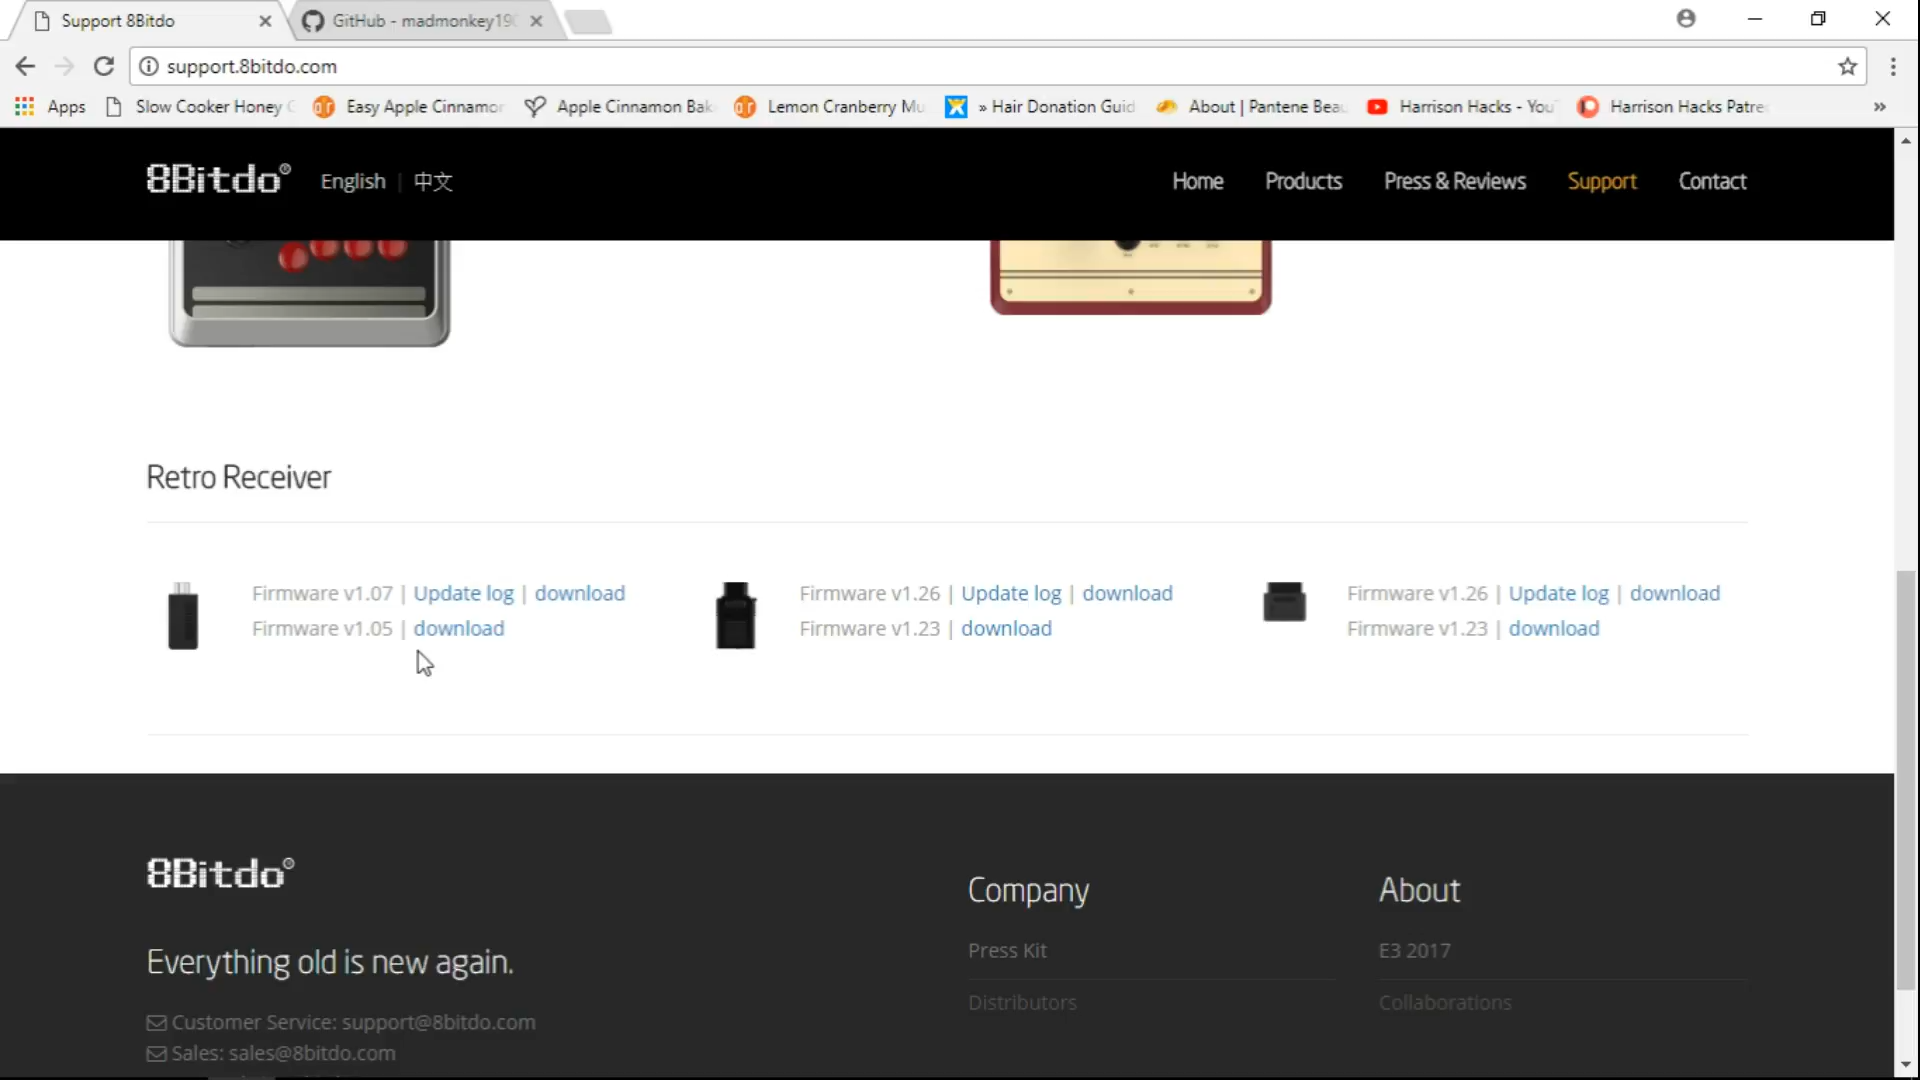 Support 8Bitdo
GitHub - madmonkey190
support.8bitdo.com
Apps
Slow Cooker Honey
Easy Apple Cinnamon
Apple Cinnamon Bak
Lemon Cranberry Mu
» Hair Donation Guid
About | Pantene Beau
Harrison Hacks - You
Harrison Hacks Patre
»
8Bitdo®
English | 中文
Home
Products
Press & Reviews
Support
Contact
Retro Receiver
Firmware v1.07 | Update log | download
Firmware v1.05 | download
Firmware v1.26 | Update log | download
Firmware v1.23 | download
Firmware v1.26 | Update log | download
Firmware v1.23 | download
8Bitdo®
Everything old is new again.
Customer Service: support@8bitdo.com
Sales: sales@8bitdo.com
Company
Press Kit
Distributors
About
E3 2017
Collaborations